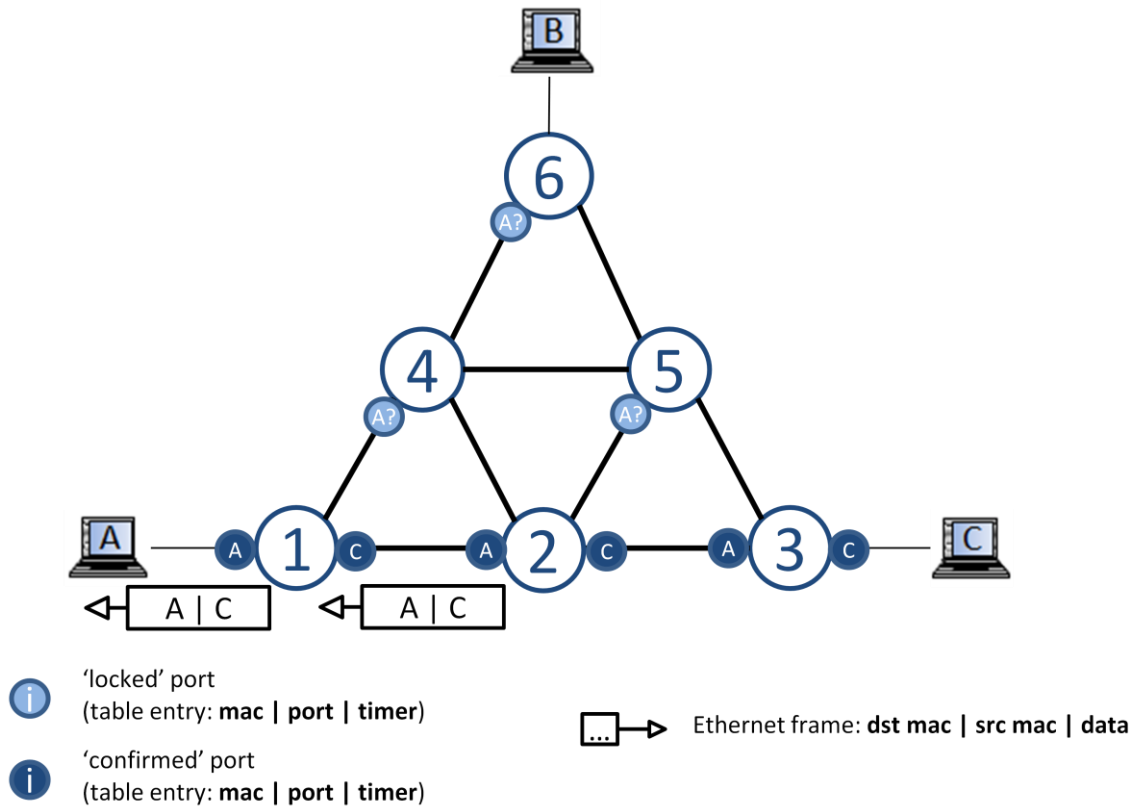 B
6
A?
4
5
A?
A?
A
A
1
C
A
2
C
A
3
C
C
A | C
A | C
i
‘locked’ port
(table entry: mac | port | timer)
...
Ethernet frame: dst mac | src mac | data
i
‘confirmed’ port
(table entry: mac | port | timer)